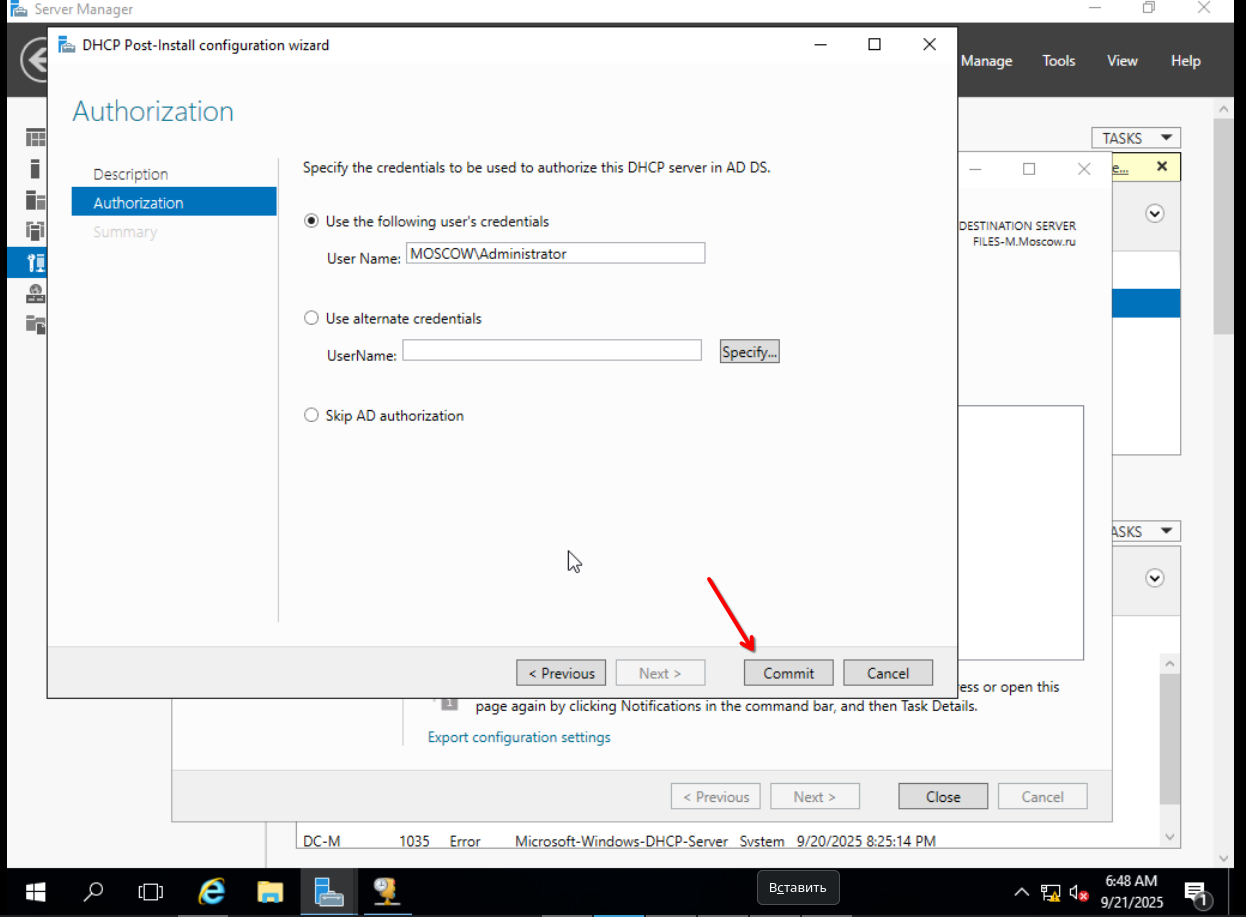 Server Manager
DHCP Post-Install configuration wizard
Manage Tools View Help
Authorization
TASKS
Description
Authorization
Summary
Specify the credentials to be used to authorize this DHCP server in AD DS.
Use the following user's credentials
User Name: MOSCOW\Administrator
Use alternate credentials
UserName:
Specify...
Skip AD authorization
e...
DESTINATION SERVER
FILES-M.Moscow.ru
ASKS
< Previous Next > Commit Cancel
ress or open this
1
page again by clicking Notifications in the command bar, and then Task Details.
Export configuration settings
< Previous Next > Close Cancel
DC-M 1035 Error Microsoft-Windows-DHCP-Server System 9/20/2025 8:25:14 PM
Вставить
6:48 AM
9/21/2025
1